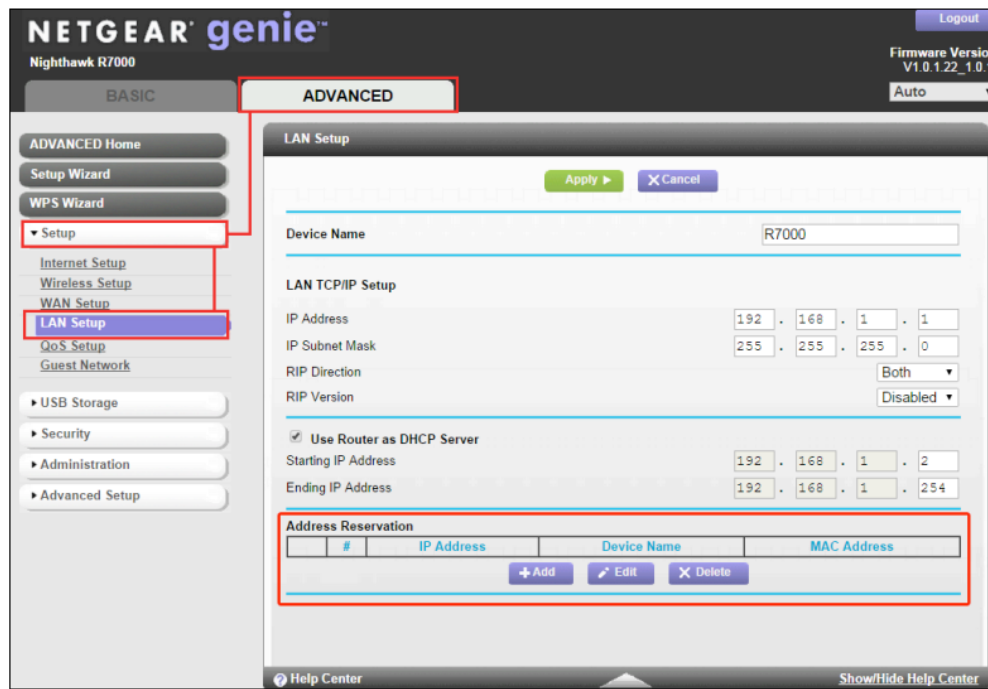 NETGEAR® genie™
Logout
Nighthawk R7000
Firmware Versio
V1.0.1.22_1.0.
BASIC
ADVANCED
Auto
ADVANCED Home
Setup Wizard
WPS Wizard
▼ Setup
Internet Setup
Wireless Setup
WAN Setup
LAN Setup
QoS Setup
Guest Network
▶ USB Storage
▶ Security
▶ Administration
▶ Advanced Setup
LAN Setup
Apply ▶ X Cancel
Device Name R7000
LAN TCP/IP Setup
IP Address 192 . 168 . 1 . 1
IP Subnet Mask 255 . 255 . 255 . 0
RIP Direction Both
RIP Version Disabled
Use Router as DHCP Server
Starting IP Address 192 . 168 . 1 . 2
Ending IP Address 192 . 168 . 1 . 254
Address Reservation
# IP Address Device Name MAC Address
+ Add Edit X Delete
? Help Center
Show/Hide Help Center